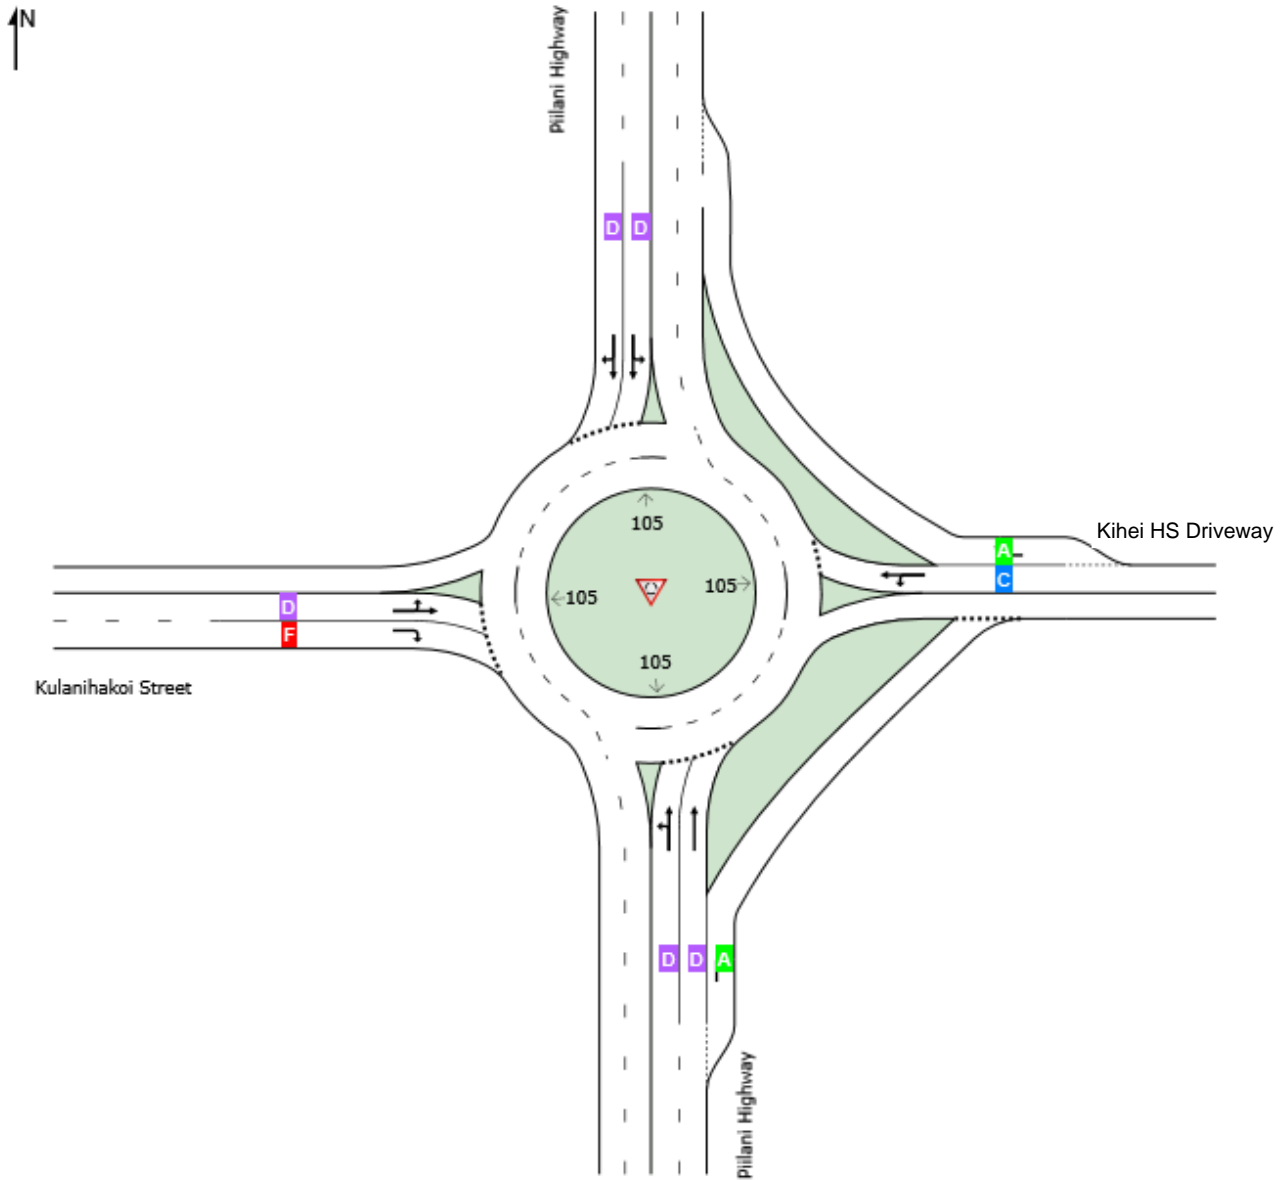 N
Piilani Highway
D D
105
A
Kihei HS Driveway
C
105
105
D
F
105
Kulanihakoi Street
D D A
Piilani Highway